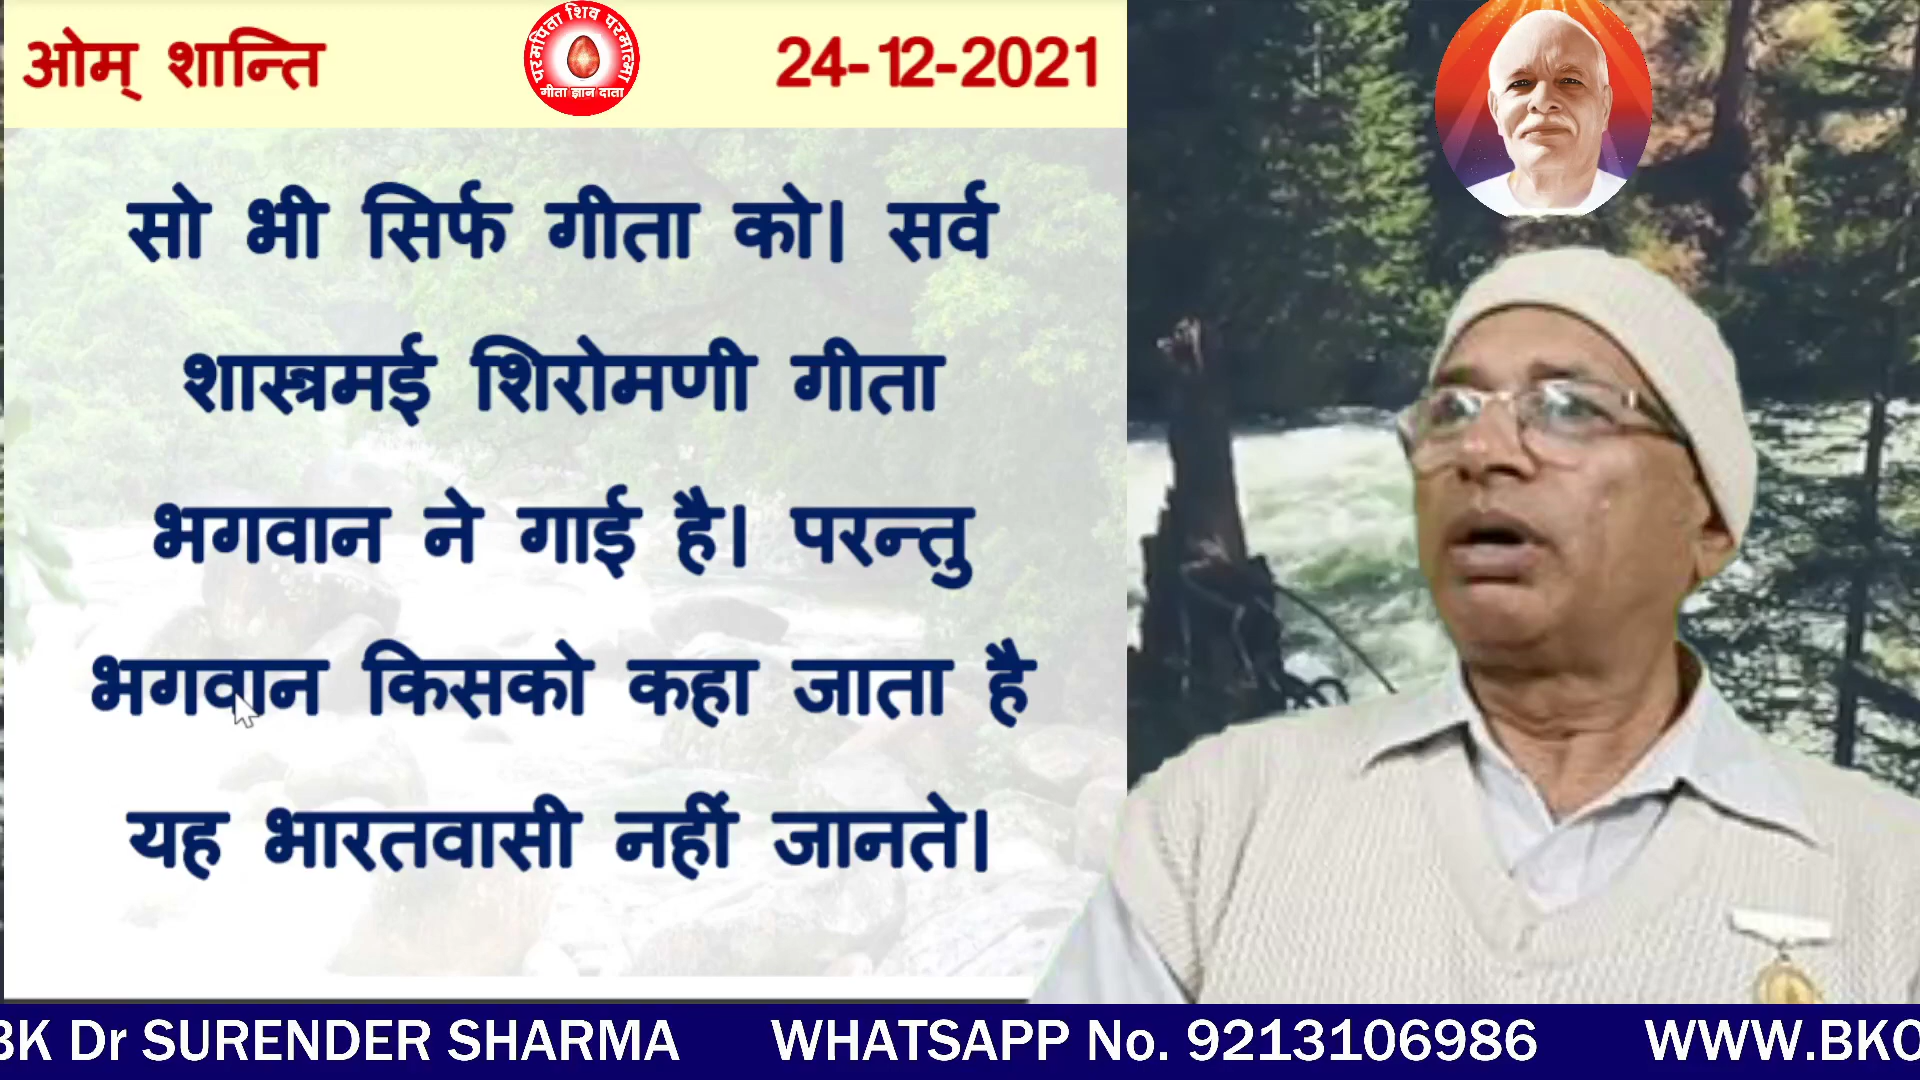 ओम् शान्ति
परमपिता शिव परमात्मा
गीता ज्ञान दाता
24-12-2021
सो भी सिर्फ गीता को। सर्व
शास्त्रमई शिरोमणी गीता
भगवान ने गाई है। परन्तु
भगवान किसको कहा जाता है
यह भारतवासी नहीं जानते।
BK Dr SURENDER SHARMA WHATSAPP No. 9213106986 WWW.BKO